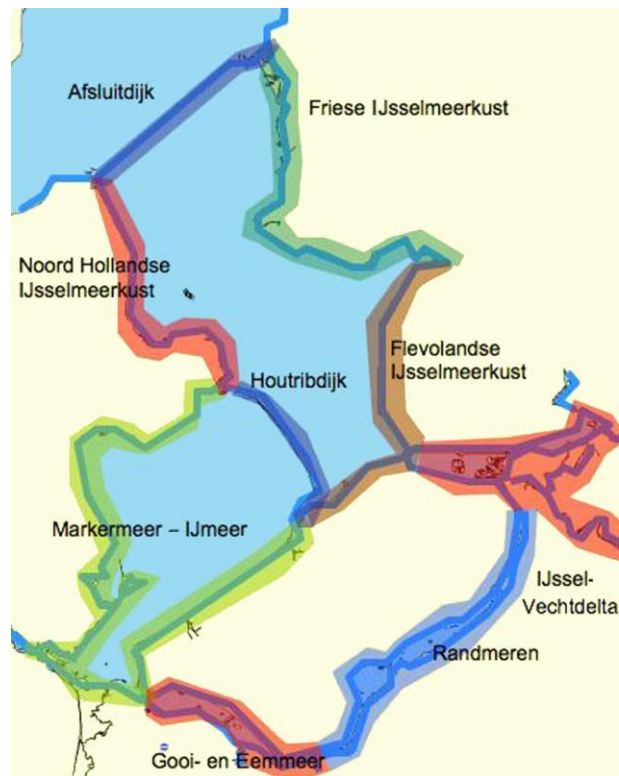 Afsluitdijk
Friese IJsselmeerkust
Noord Hollandse
IJsselmeerkust
Houtribdijk
Flevolandse
IJsselmeerkust
Markermeer – IJmeer
IJssel-
Vechtdelta
Randmeren
Gooi- en Eemmeer